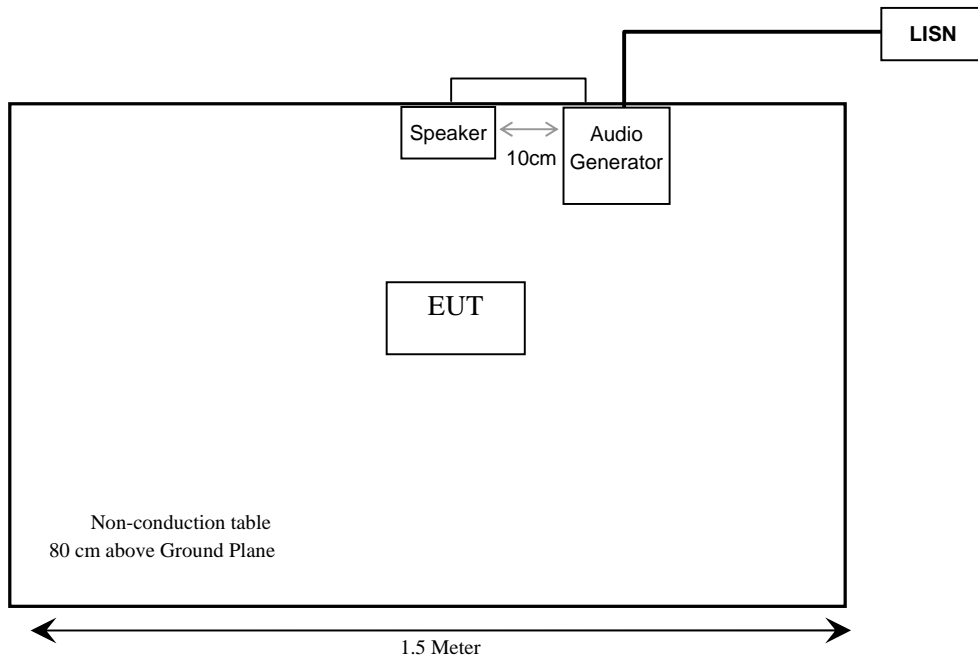 LISN
Speaker
10cm
Audio
Generator
EUT
Non-conduction table
80 cm above Ground Plane
1.5 Meter